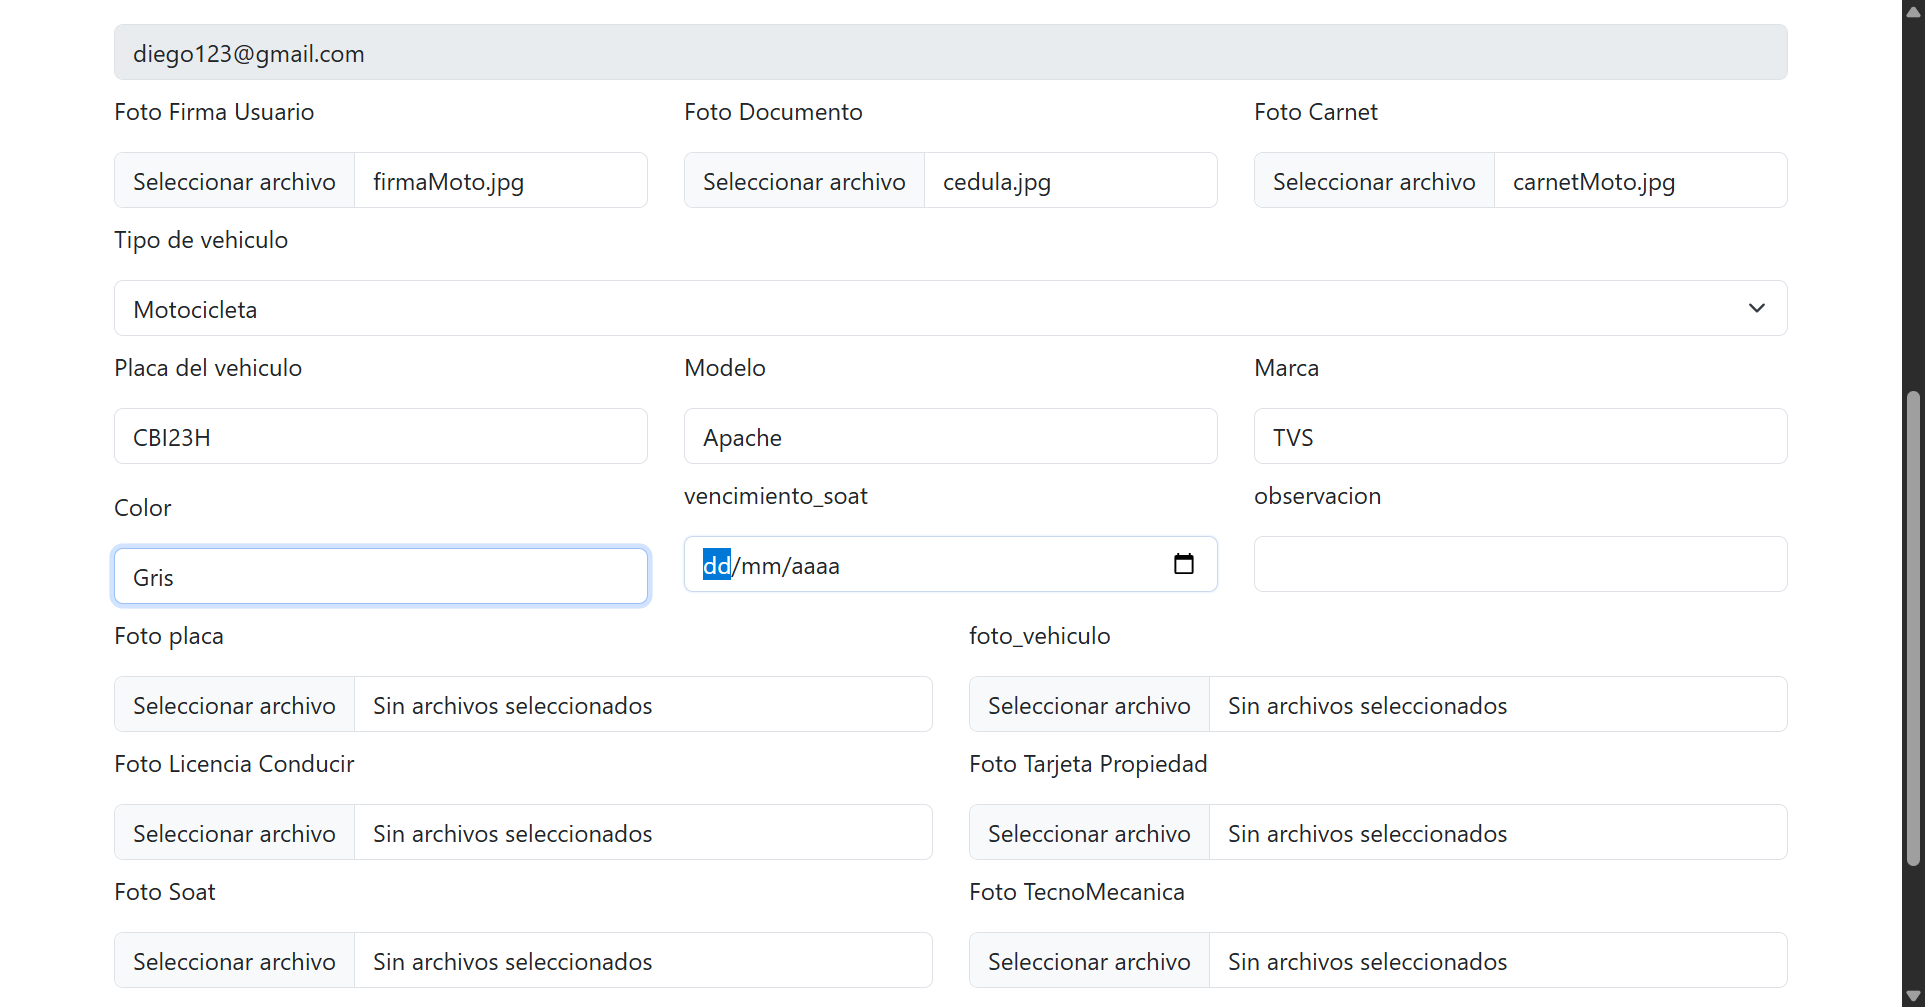 diego123@gmail.com
Foto Firma Usuario
Foto Documento
Foto Carnet
Seleccionar archivo firmaMoto.jpg
Seleccionar archivo cedula.jpg
Seleccionar archivo carnetMoto.jpg
Tipo de vehiculo
Motocicleta
Placa del vehiculo
Modelo
Marca
CBI23H
Apache
TVS
Color
vencimiento_soat
observacion
Gris
dd/mm/aaaa
Foto placa
foto_vehiculo
Seleccionar archivo Sin archivos seleccionados
Seleccionar archivo Sin archivos seleccionados
Foto Licencia Conducir
Foto Tarjeta Propiedad
Seleccionar archivo Sin archivos seleccionados
Seleccionar archivo Sin archivos seleccionados
Foto Soat
Foto TecnoMecanica
Seleccionar archivo Sin archivos seleccionados
Seleccionar archivo Sin archivos seleccionados